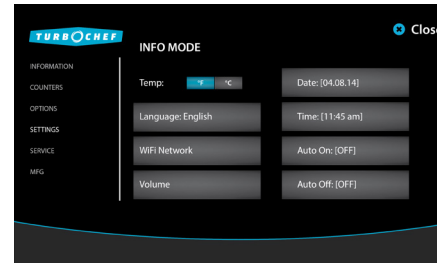 TURBOCHEF
Close
INFO MODE
INFORMATION
COUNTERS
OPTIONS
SETTINGS
SERVICE
MFG
Temp: °F °C
Language: English
WiFi Network
Volume
Date: [04.08.14]
Time: [11:45 am]
Auto On: [OFF]
Auto Off: [OFF]